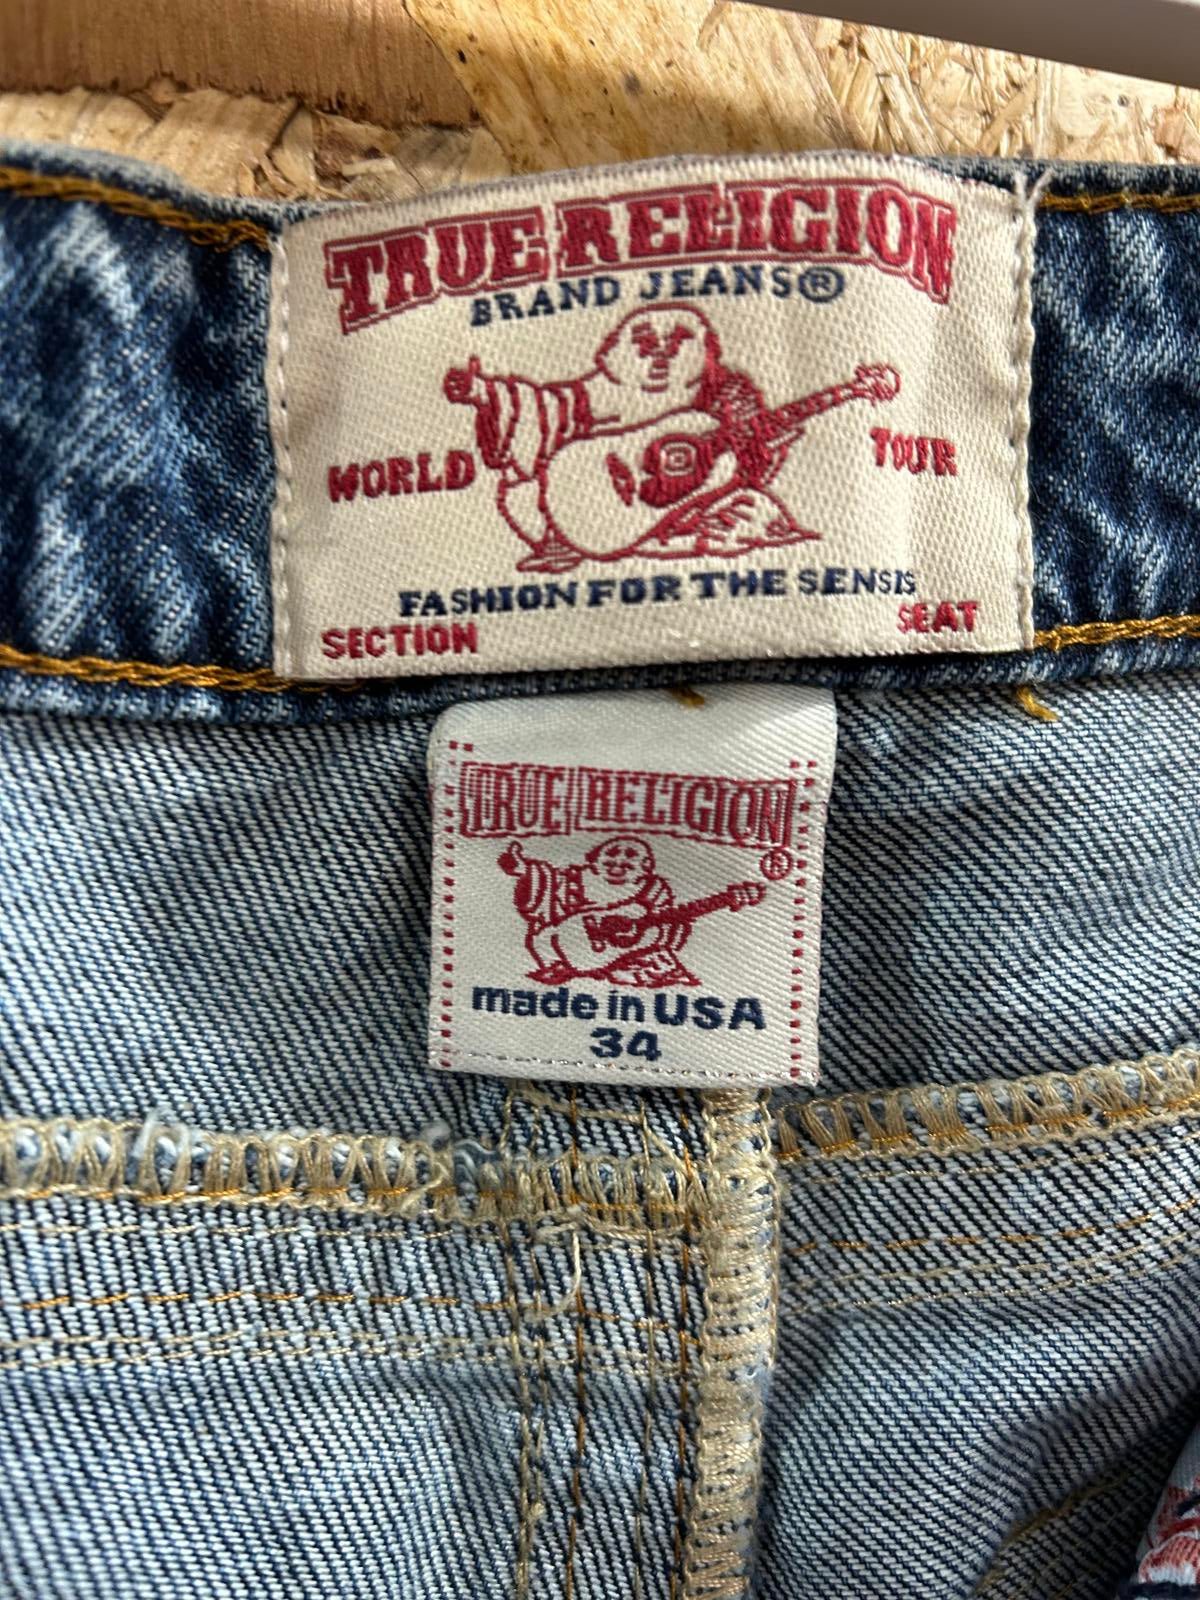 TRUE RELIGION
BRAND JEANS®
WORLD TOUR
FASHION FOR THE SENSIS
SECTION SEAT
TRUE RELIGION
®
made in USA
34